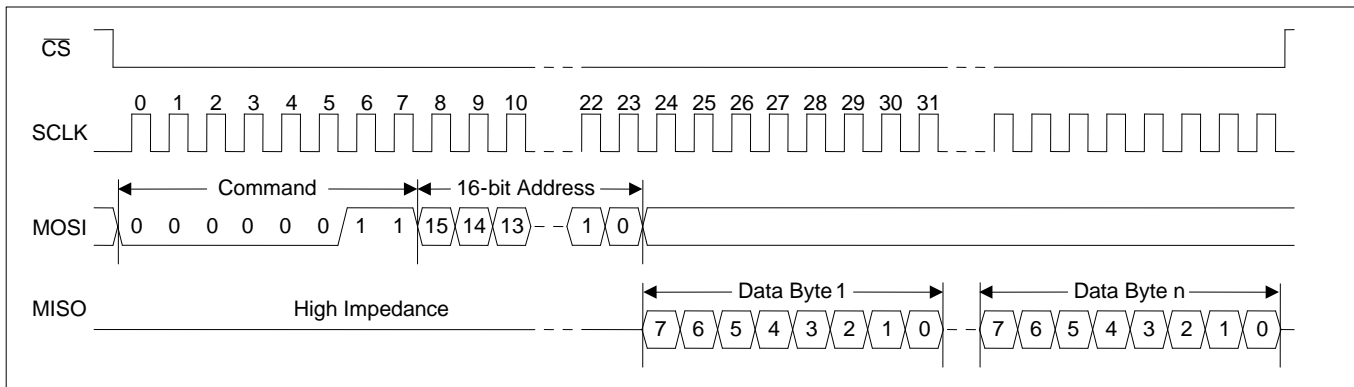 CS
0 1 2 3 4 5 6 7 8 9 10 22 23 24 25 26 27 28 29 30 31
SCLK
Command 16-bit Address
MOSI 0 0 0 0 0 0 1 1 15 14 13 1 0
Data Byte 1 Data Byte n
MISO High Impedance
7 6 5 4 3 2 1 0 7 6 5 4 3 2 1 0